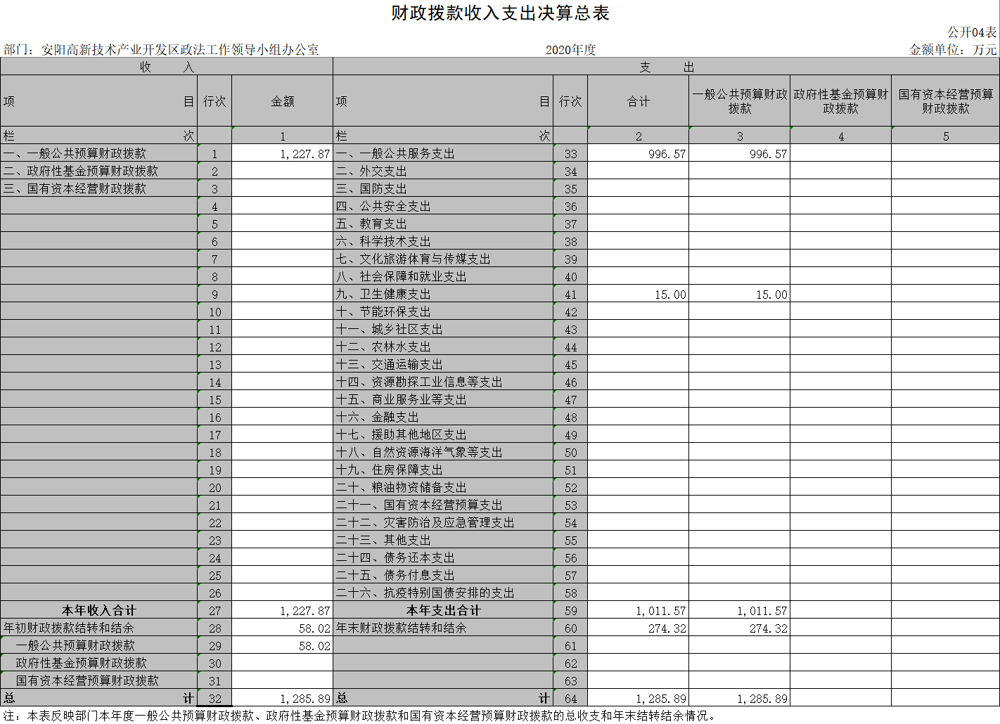 财政拨款收入支出决算总表
公开04表
部门：安阳高新技术产业开发区政法工作领导小组办公室 2020年度 金额单位：万元
收 入 支 出
项 目 行次 金额 项 目 行次 合计 一般公共预算财政拨款 政府性基金预算财政拨款 国有资本经营预算财政拨款
栏 次 1 栏 次 2 3 4 5
一、一般公共预算财政拨款 1 1,227.87 一、一般公共服务支出 33 996.57 996.57
二、政府性基金预算财政拨款 2 二、外交支出 34
三、国有资本经营财政拨款 3 三、国防支出 35
4 四、公共安全支出 36
5 五、教育支出 37
6 六、科学技术支出 38
7 七、文化旅游体育与传媒支出 39
8 八、社会保障和就业支出 40
9 九、卫生健康支出 41 15.00 15.00
10 十、节能环保支出 42
11 十一、城乡社区支出 43
12 十二、农林水支出 44
13 十三、交通运输支出 45
14 十四、资源勘探工业信息等支出 46
15 十五、商业服务业等支出 47
16 十六、金融支出 48
17 十七、援助其他地区支出 49
18 十八、自然资源海洋气象等支出 50
19 十九、住房保障支出 51
20 二十、粮油物资储备支出 52
21 二十一、国有资本经营预算支出 53
22 二十二、灾害防治及应急管理支出 54
23 二十三、其他支出 55
24 二十四、债务还本支出 56
25 二十五、债务付息支出 57
26 二十六、抗疫特别国债安排的支出 58
本年收入合计 27 1,227.87 本年支出合计 59 1,011.57 1,011.57
年初财政拨款结转和结余 28 58.02 年末财政拨款结转和结余 60 274.32 274.32
一般公共预算财政拨款 29 58.02 61
政府性基金预算财政拨款 30 62
国有资本经营预算财政拨款 31 63
总 计 32 1,285.89 总 计 64 1,285.89 1,285.89
注：本表反映部门本年度一般公共预算财政拨款、政府性基金预算财政拨款和国有资本经营预算财政拨款的总收支和年末结转结余情况。